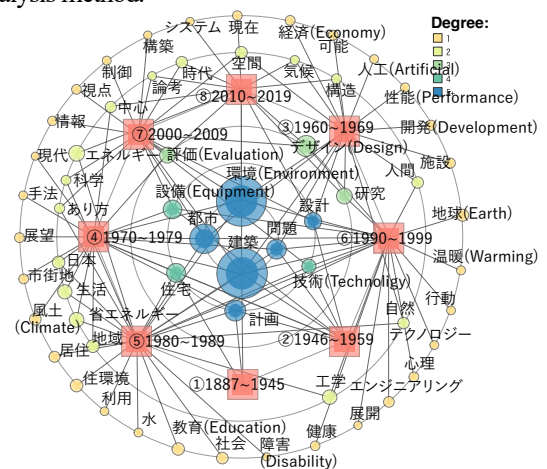 alysis method.
Degree:
1
2
3
4
システム 現在
経済(Economy)
構築
可能
制御
時代
空間
気候
人工(Artificial)
視点
論考
⑧2010~2019
構造
性能(Performance)
中心
情報
⑦2000~2009
③1960~1969
開発(Development)
デザイン(Design)
現代
エネルギー
評価(Evaluation)
施設
科学
環境(Environment)
人間
手法
設備(Equipment)
研究
あり方
都市
設計
地球(Earth)
展望
④1970~1979
建築
問題
⑥1990~1999
日本
温暖(Warming)
市街地
生活
住宅
技術(Technoligy)
行動
風土
(Climate)
省エネルギー
計画
自然
地域
⑤1980~1989
②1946~1959
テクノロジー
居住
心理
住環境
①1887~1945
工学
エンジニアリング
利用
展開
水
教育(Education)
健康
社会
障害
(Disability)